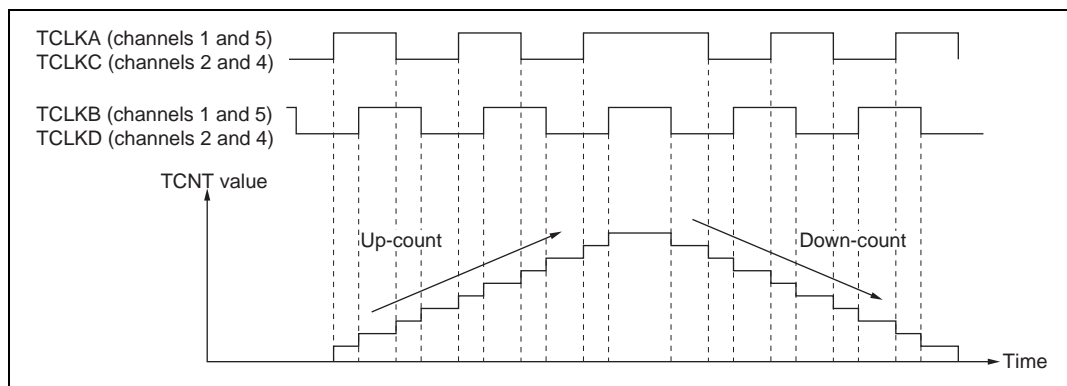 TCLKA (channels 1 and 5)
TCLKC (channels 2 and 4)
TCLKB (channels 1 and 5)
TCLKD (channels 2 and 4)
TCNT value
Up-count
Down-count
Time